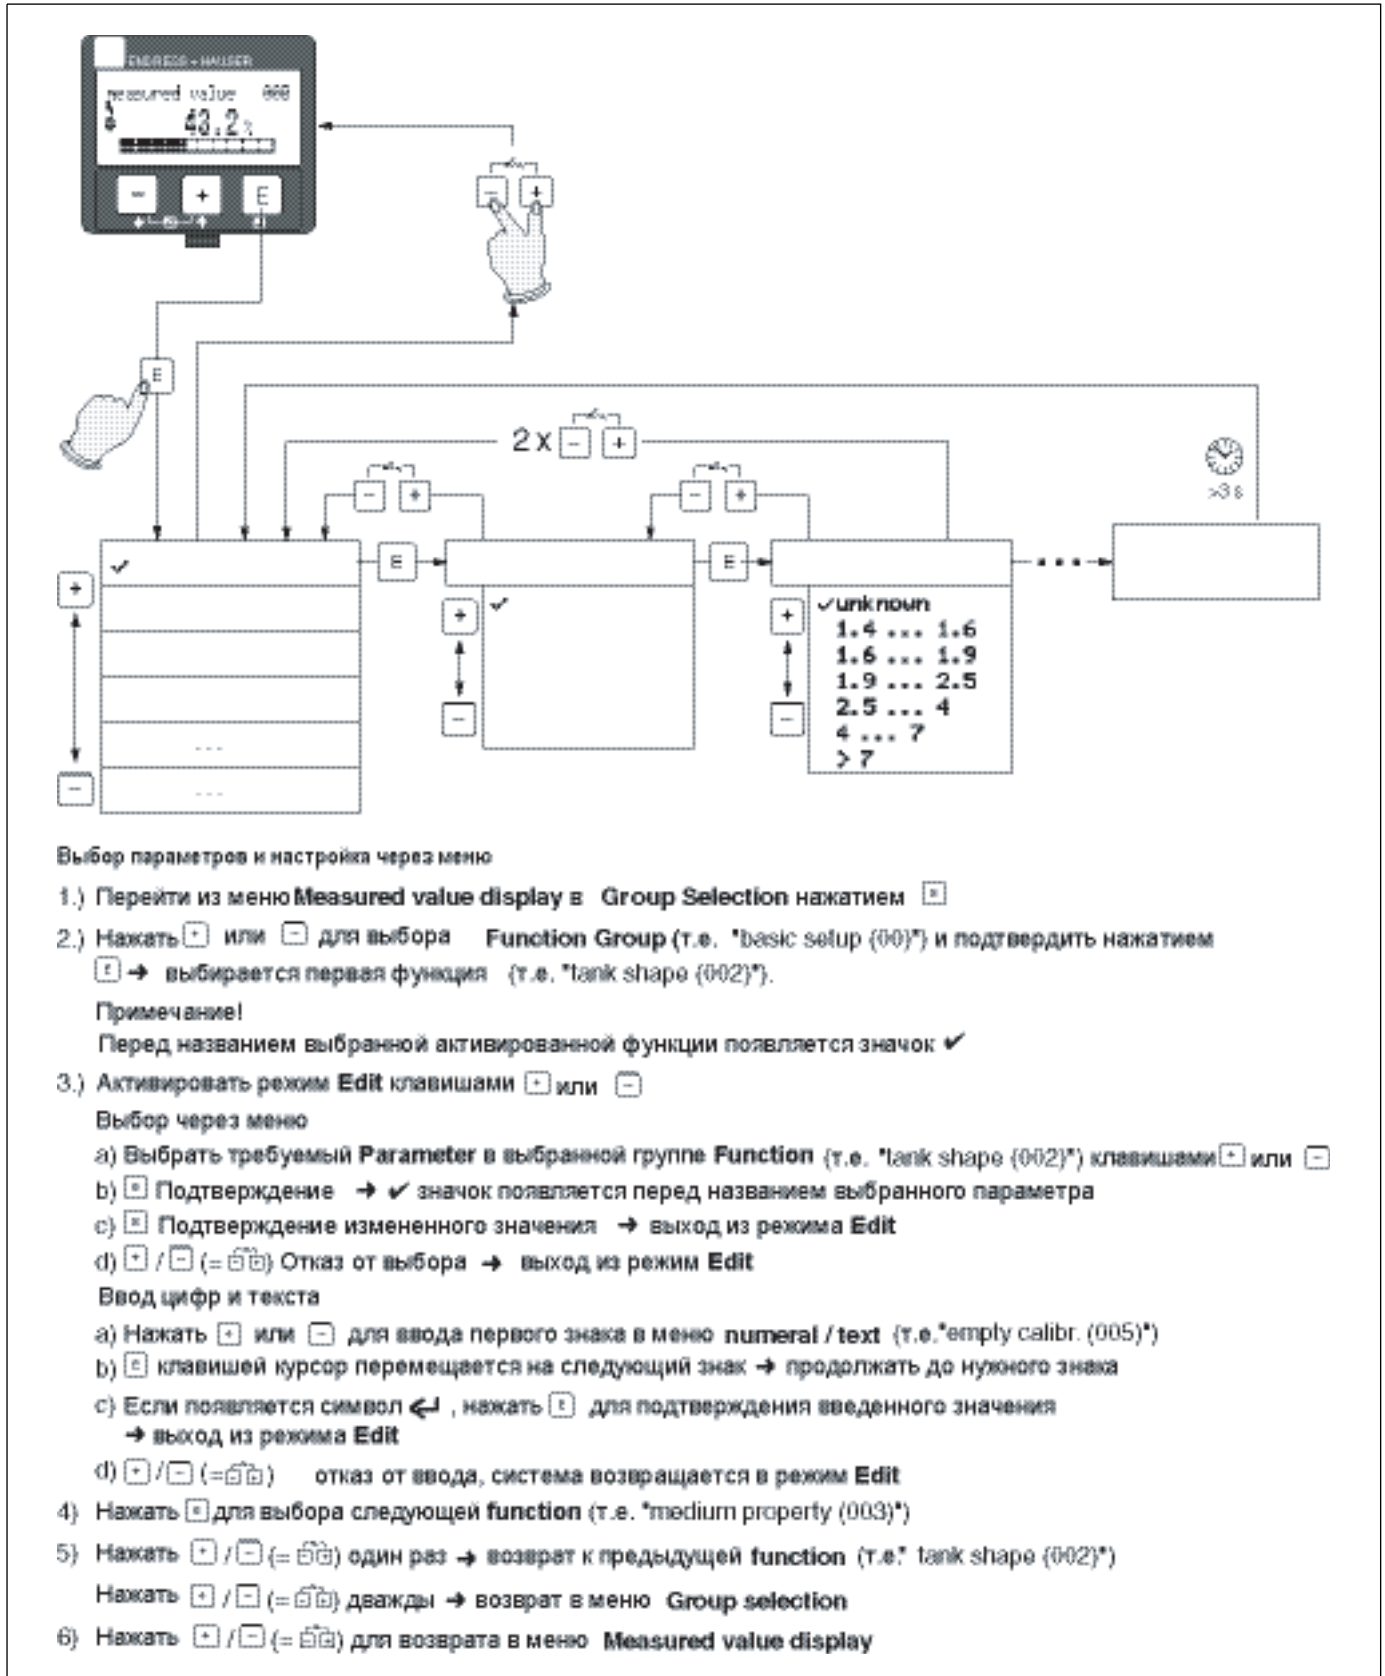 ENDRESS + HAUSER
measured value 000
43.2%
- + E
- +
E
2 x - +
>3 s
- + - +
E E ...
+ + + ✓unknown
✓ ✓ 1.4 ... 1.6
1.6 ... 1.9
1.9 ... 2.5
2.5 ... 4
- - 4 ... 7
... > 7
- ...
Выбор параметров и настройка через меню
1.) Перейти из меню Measured value display в Group Selection нажатием E
2.) Нажать + или - для выбора Function Group (т.е. "basic setup (00)") и подтвердить нажатием
E → выбирается первая функция (т.е. "tank shape (002)").
Примечание!
Перед названием выбранной активированной функции появляется значок ✔
3.) Активировать режим Edit клавишами + или -
Выбор через меню
a) Выбрать требуемый Parameter в выбранной группе Function (т.е. "tank shape (002)") клавишами + или -
b) E Подтверждение → ✔ значок появляется перед названием выбранного параметра
c) E Подтверждение измененного значения → выход из режима Edit
d) + / - (= - +) Отказ от выбора → выход из режим Edit
Ввод цифр и текста
a) Нажать + или - для ввода первого знака в меню numeral / text (т.е."empty calibr. (005)")
b) E клавишей курсор перемещается на следующий знак → продолжать до нужного знака
c) Если появляется символ ↵ , нажать E для подтверждения введенного значения
→ выход из режима Edit
d) + / - (= - +) отказ от ввода, система возвращается в режим Edit
4) Нажать E для выбора следующей function (т.е. "medium property (003)")
5) Нажать + / - (= - +) один раз → возврат к предыдущей function (т.е." tank shape (002)")
Нажать + / - (= - +) дважды → возврат в меню Group selection
6) Нажать + / - (= - +) для возврата в меню Measured value display